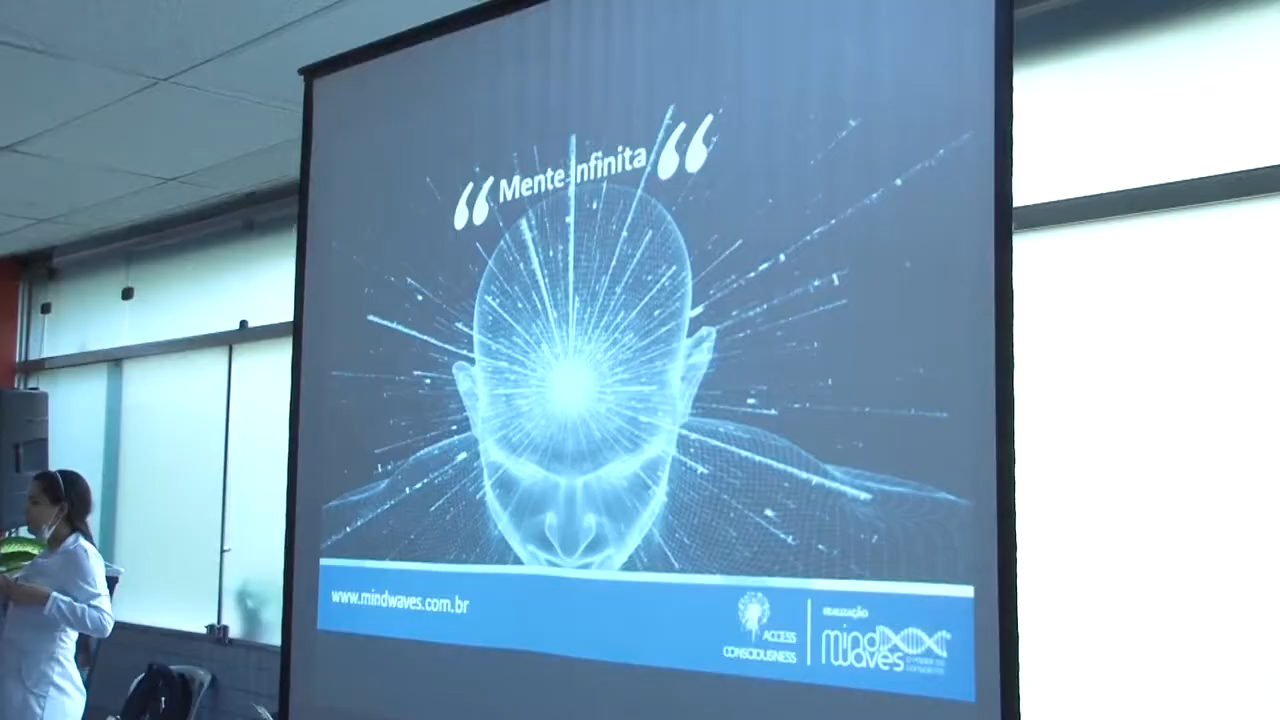 “ Mente Infinita “
www.mindwaves.com.br
ACCESS
CONSCIOUSNESS
REALIZAÇÃO
mind
waves